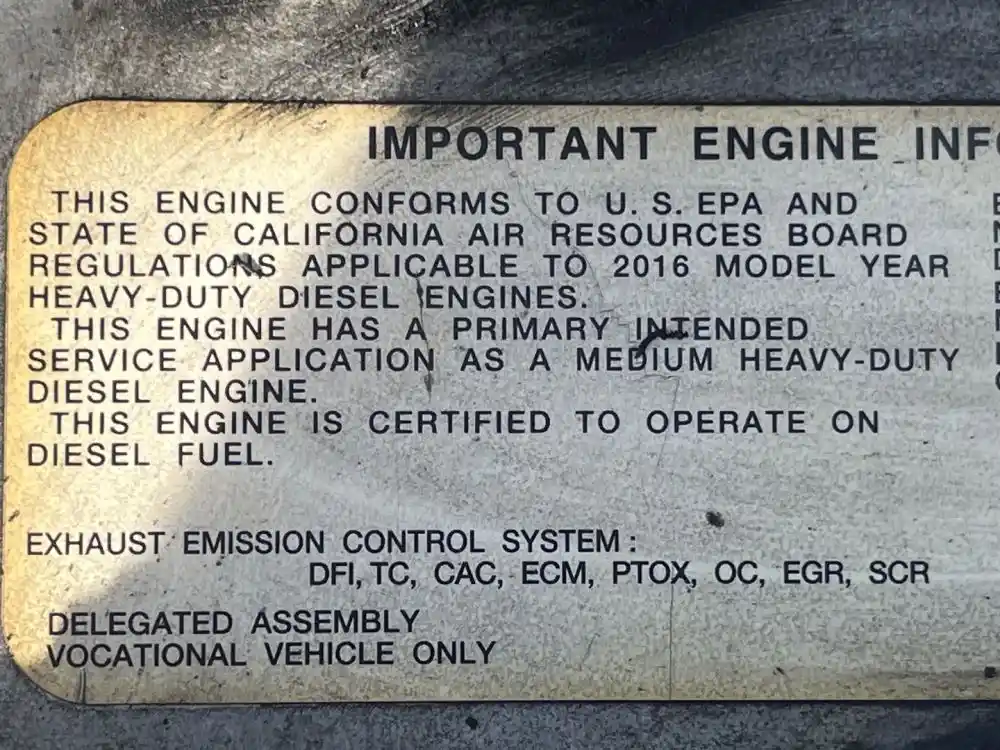 IMPORTANT ENGINE
THIS ENGINE CONFORMS TO U. S. EPA AND
STATE OF CALIFORNIA AIR RESOURCES BOARD
REGULATIONS APPLICABLE TO 2016 MODEL YEAR
HEAVY-DUTY DIESEL ENGINES.
THIS ENGINE HAS A PRIMARY INTENDED
SERVICE APPLICATION AS A MEDIUM HEAVY-DUTY
DIESEL ENGINE.
THIS ENGINE IS CERTIFIED TO OPERATE ON
DIESEL FUEL.
EXHAUST EMISSION CONTROL SYSTEM :
DFI, TC, CAC, ECM, PTOX, OC, EGR, SCR
DELEGATED ASSEMBLY
VOCATIONAL VEHICLE ONLY